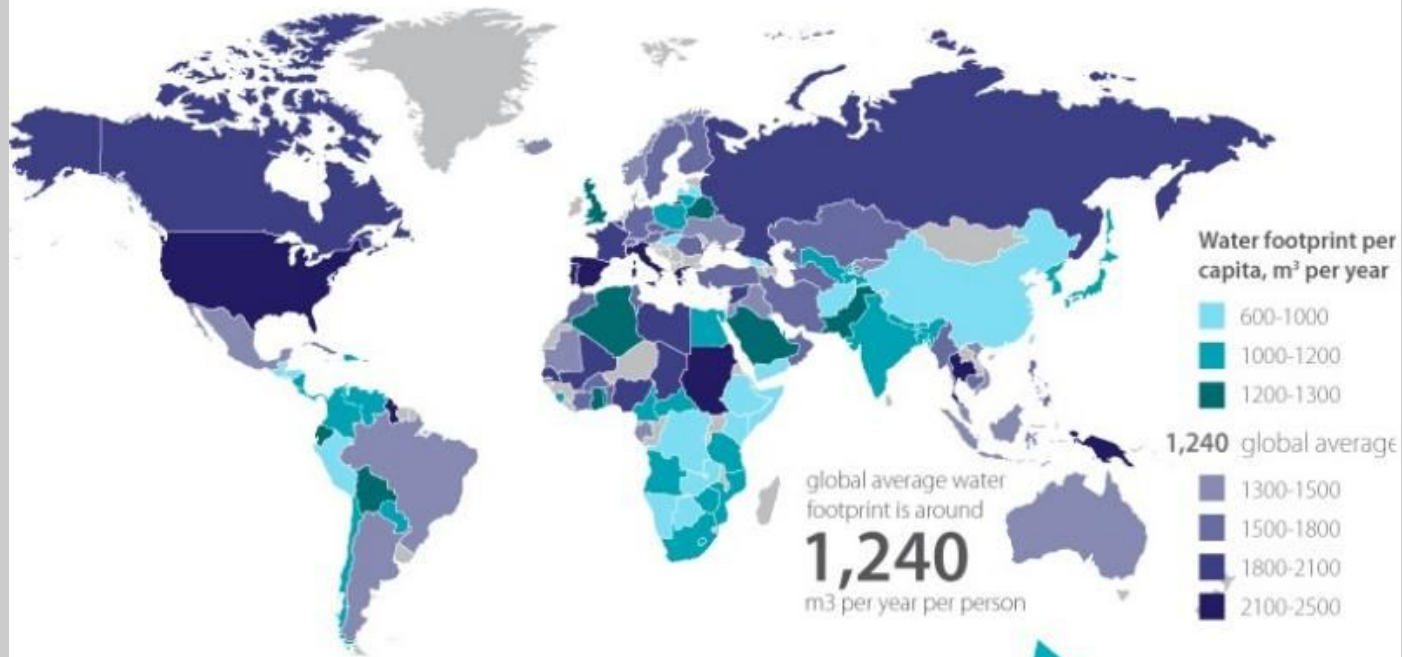 Water footprint per
capita, m³ per year
600-1000
1000-1200
1200-1300
1,240 global average
1300-1500
1500-1800
1800-2100
2100-2500
global average water
footprint is around
1,240
m3 per year per person